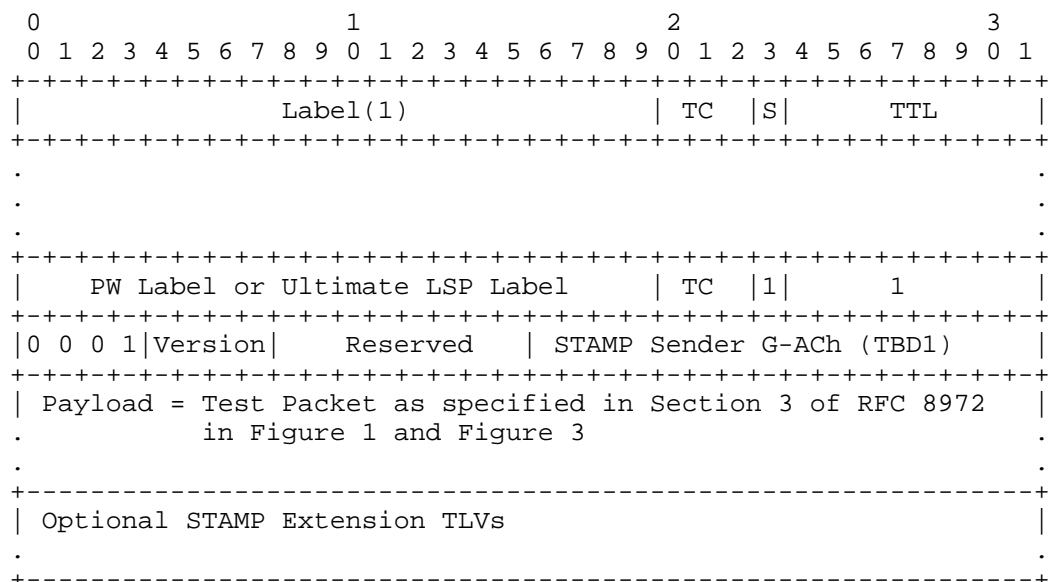 0                   1                   2                   3
 0 1 2 3 4 5 6 7 8 9 0 1 2 3 4 5 6 7 8 9 0 1 2 3 4 5 6 7 8 9 0 1
+-+-+-+-+-+-+-+-+-+-+-+-+-+-+-+-+-+-+-+-+-+-+-+-+-+-+-+-+-+-+-+-+
|                Label(1)               | TC  |S|      TTL      |
+-+-+-+-+-+-+-+-+-+-+-+-+-+-+-+-+-+-+-+-+-+-+-+-+-+-+-+-+-+-+-+-+
.                                                               .
.                                                               .
.                                                               .
+-+-+-+-+-+-+-+-+-+-+-+-+-+-+-+-+-+-+-+-+-+-+-+-+-+-+-+-+-+-+-+-+
|    PW Label or Ultimate LSP Label     | TC  |1|      1        |
+-+-+-+-+-+-+-+-+-+-+-+-+-+-+-+-+-+-+-+-+-+-+-+-+-+-+-+-+-+-+-+-+
|0 0 0 1|Version|    Reserved   | STAMP Sender G-ACh (TBD1)     |
+-+-+-+-+-+-+-+-+-+-+-+-+-+-+-+-+-+-+-+-+-+-+-+-+-+-+-+-+-+-+-+-+
| Payload = Test Packet as specified in Section 3 of RFC 8972   |
.           in Figure 1 and Figure 3                            .
.                                                               .
+---------------------------------------------------------------+
| Optional STAMP Extension TLVs                                 |
.                                                               .
+---------------------------------------------------------------+